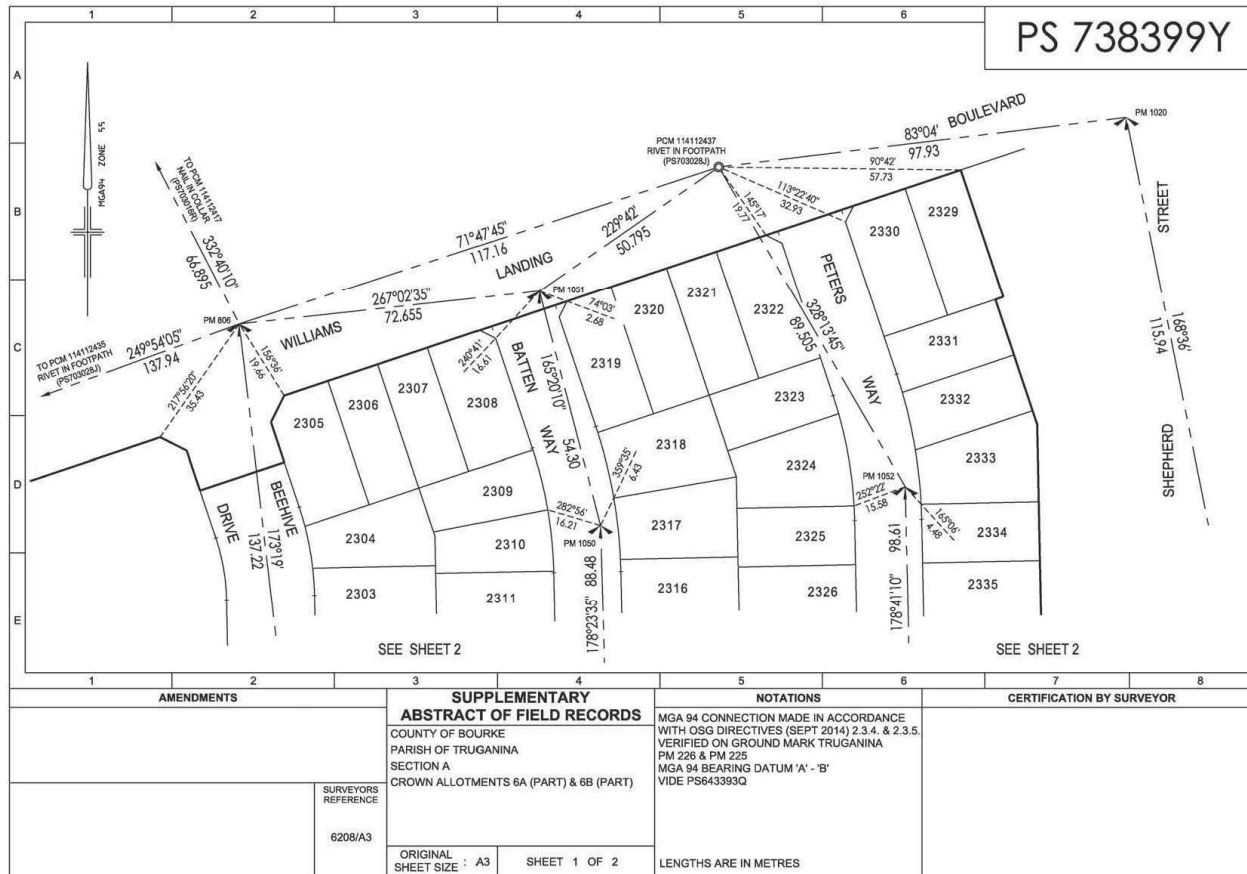 1 2 3 4 5 6
PS 738399Y
A
B
C
D
E
MGA94 ZONE 55
TO PCM 114112417
NAIL IN COLLAR
(PS703016R)
332°40'10"
66.895
PCM 114112437
RIVET IN FOOTPATH
(PS703028J)
83°04'
97.93
BOULEVARD
PM 1020
90°42'
57.73
113°22'40"
32.93
145°17'
19.77
71°47'45"
117.16
229°42'
50.795
LANDING
267°02'35"
72.655
PM 1051
74°03'
2.68
PM 806
WILLIAMS
TO PCM 114112435
RIVET IN FOOTPATH
(PS703028J)
249°54'05"
137.94
217°56'20"
35.43
156°36'
19.66
240°41'
16.61
BATTEN
WAY
165°20'10"
54.30
PETERS
WAY
328°13'45"
89.505
STREET
SHEPHERD
168°36'
115.94
2329
2330
2331
2332
2333
2334
2335
2322
2321
2320
2319
2318
2317
2316
2323
2324
2325
2326
2305
2306
2307
2308
2309
2310
2311
2304
2303
359°35'
6.43
282°56'
16.21
PM 1050
PM 1052
252°22'
15.58
165°06'
4.48
DRIVE
BEEHIVE
173°19'
137.22
178°23'35"
88.48
178°41'10"
98.61
SEE SHEET 2
SEE SHEET 2
1 2 3 4 5 6 7 8
AMENDMENTS
SURVEYORS
REFERENCE
6208/A3
SUPPLEMENTARY
ABSTRACT OF FIELD RECORDS
COUNTY OF BOURKE
PARISH OF TRUGANINA
SECTION A
CROWN ALLOTMENTS 6A (PART) & 6B (PART)
ORIGINAL
SHEET SIZE : A3
SHEET 1 OF 2
NOTATIONS
MGA 94 CONNECTION MADE IN ACCORDANCE
WITH OSG DIRECTIVES (SEPT 2014) 2.3.4. & 2.3.5.
VERIFIED ON GROUND MARK TRUGANINA
PM 226 & PM 225
MGA 94 BEARING DATUM 'A' - 'B'
VIDE PS643393Q
LENGTHS ARE IN METRES
CERTIFICATION BY SURVEYOR